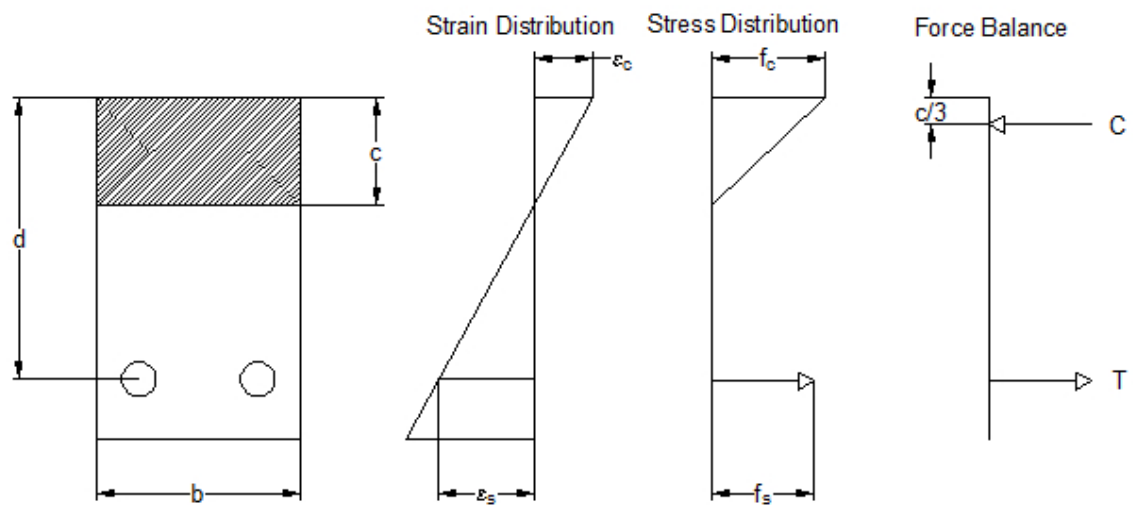 Strain Distribution
Stress Distribution
Force Balance
εc
fc
c/3
C
c
d
T
b
εs
fs